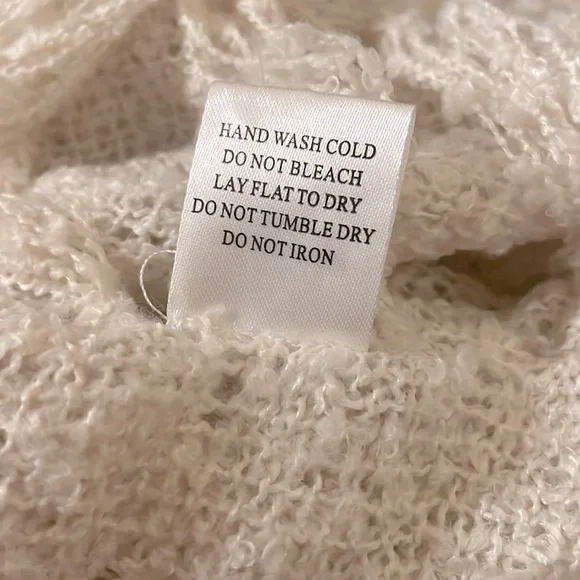 HAND WASH COLD
DO NOT BLEACH
LAY FLAT TO DRY
DO NOT TUMBLE DRY
DO NOT IRON